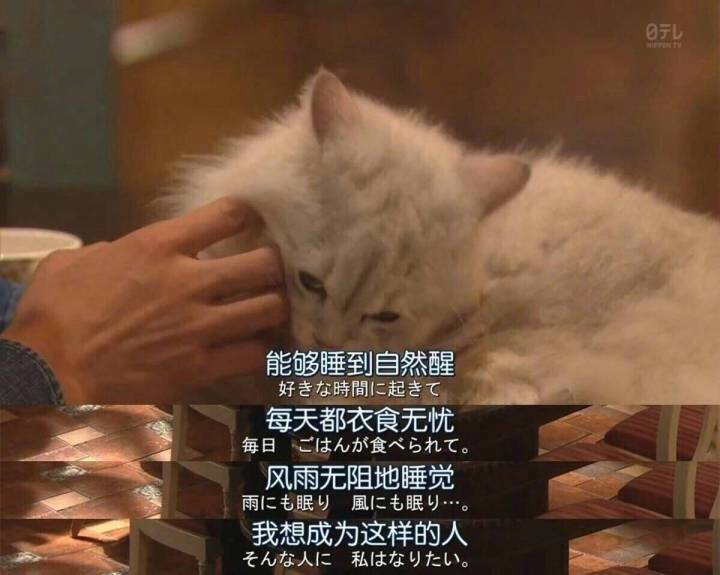 日テレ
NIPPON TV
能够睡到自然醒
好きな時間に起きて
每天都衣食无忧
毎日　ごはんが食べられて。
风雨无阻地睡觉
雨にも眠り　風にも眠り…。
我想成为这样的人
そんな人に　私はなりたい。